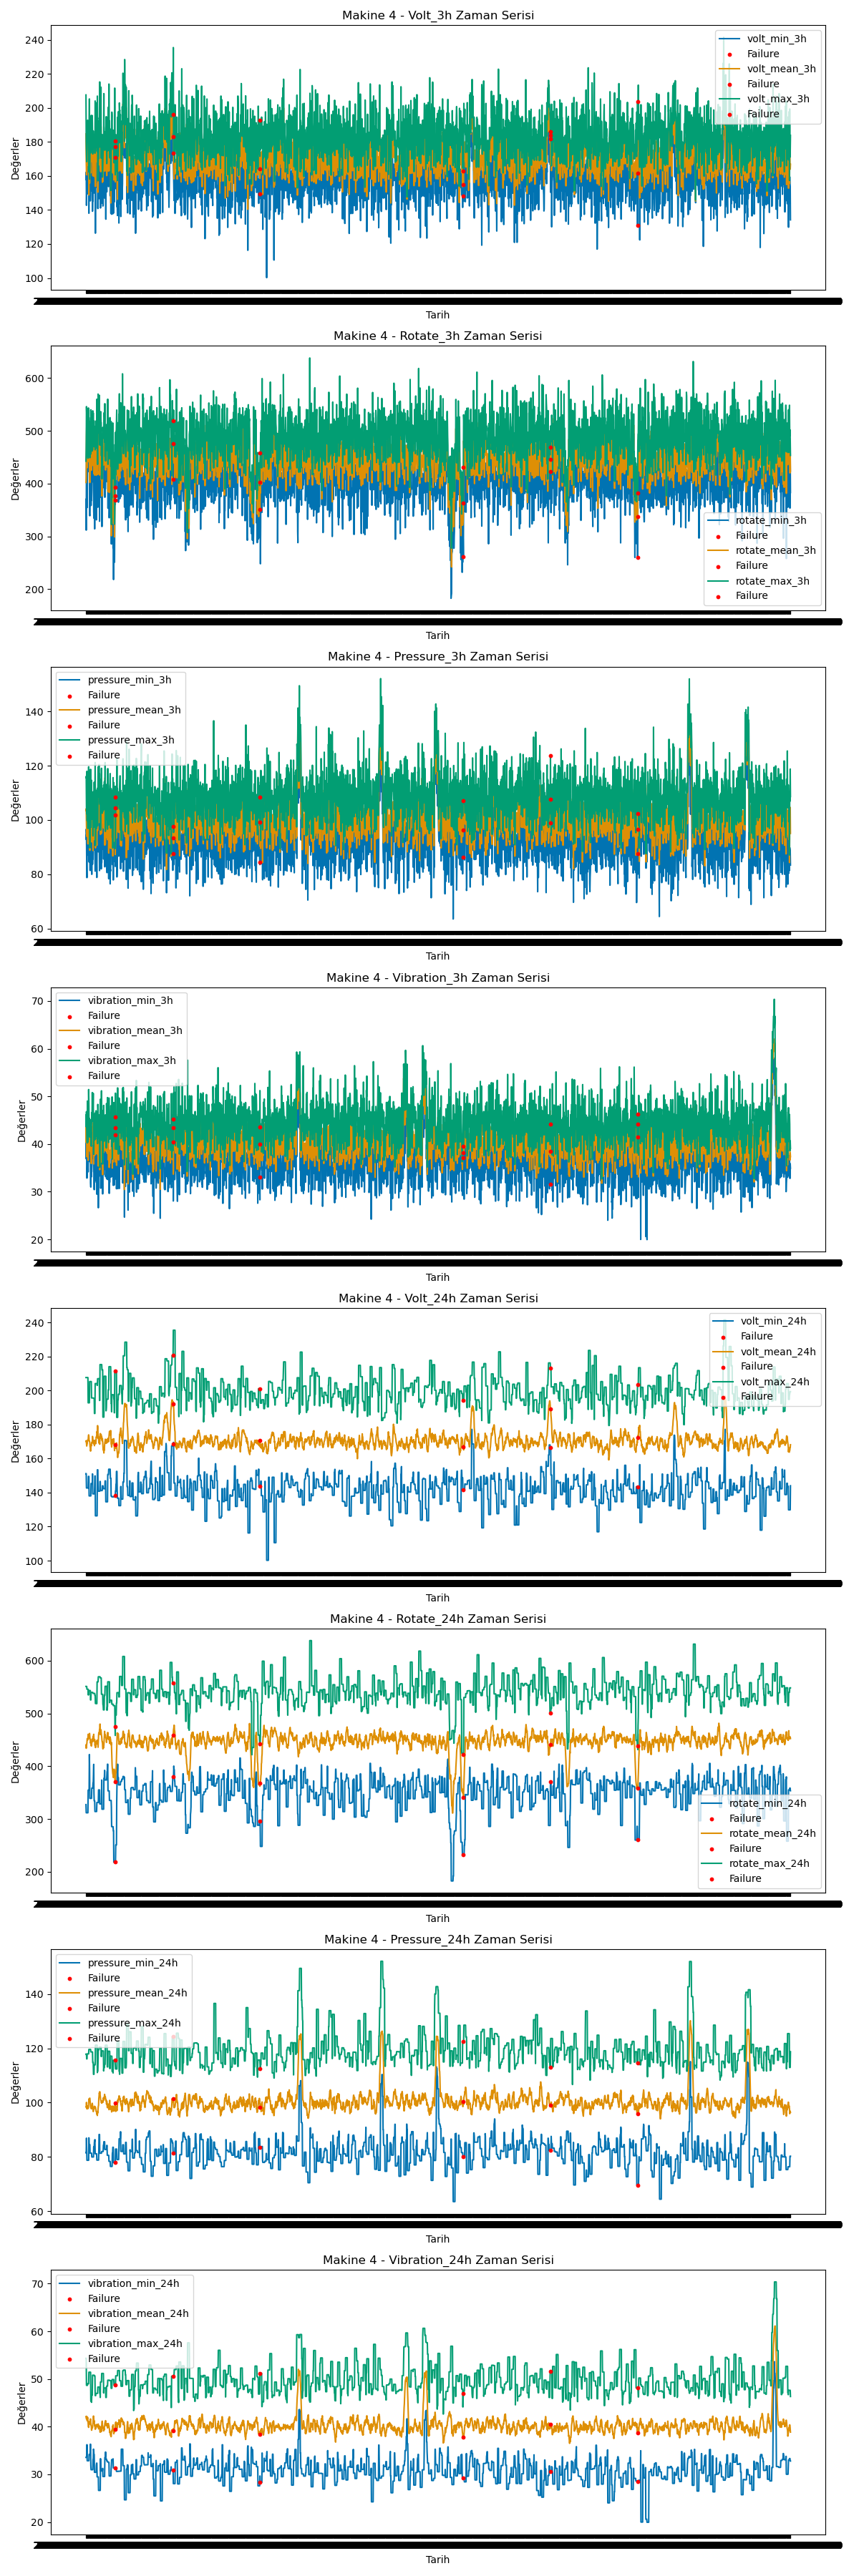 Makine 4 - Volt_3h Zaman Serisi
240
220
200
180
160
140
120
100
Değerler
volt_min_3h
Failure
volt_mean_3h
Failure
volt_max_3h
Failure
Tarih
Makine 4 - Rotate_3h Zaman Serisi
600
500
400
300
200
Değerler
rotate_min_3h
Failure
rotate_mean_3h
Failure
rotate_max_3h
Failure
Tarih
Makine 4 - Pressure_3h Zaman Serisi
140
120
100
80
60
Değerler
pressure_min_3h
Failure
pressure_mean_3h
Failure
pressure_max_3h
Failure
Tarih
Makine 4 - Vibration_3h Zaman Serisi
70
60
50
40
30
20
Değerler
vibration_min_3h
Failure
vibration_mean_3h
Failure
vibration_max_3h
Failure
Tarih
Makine 4 - Volt_24h Zaman Serisi
240
220
200
180
160
140
120
100
Değerler
volt_min_24h
Failure
volt_mean_24h
Failure
volt_max_24h
Failure
Tarih
Makine 4 - Rotate_24h Zaman Serisi
600
500
400
300
200
Değerler
rotate_min_24h
Failure
rotate_mean_24h
Failure
rotate_max_24h
Failure
Tarih
Makine 4 - Pressure_24h Zaman Serisi
140
120
100
80
60
Değerler
pressure_min_24h
Failure
pressure_mean_24h
Failure
pressure_max_24h
Failure
Tarih
Makine 4 - Vibration_24h Zaman Serisi
70
60
50
40
30
20
Değerler
vibration_min_24h
Failure
vibration_mean_24h
Failure
vibration_max_24h
Failure
Tarih